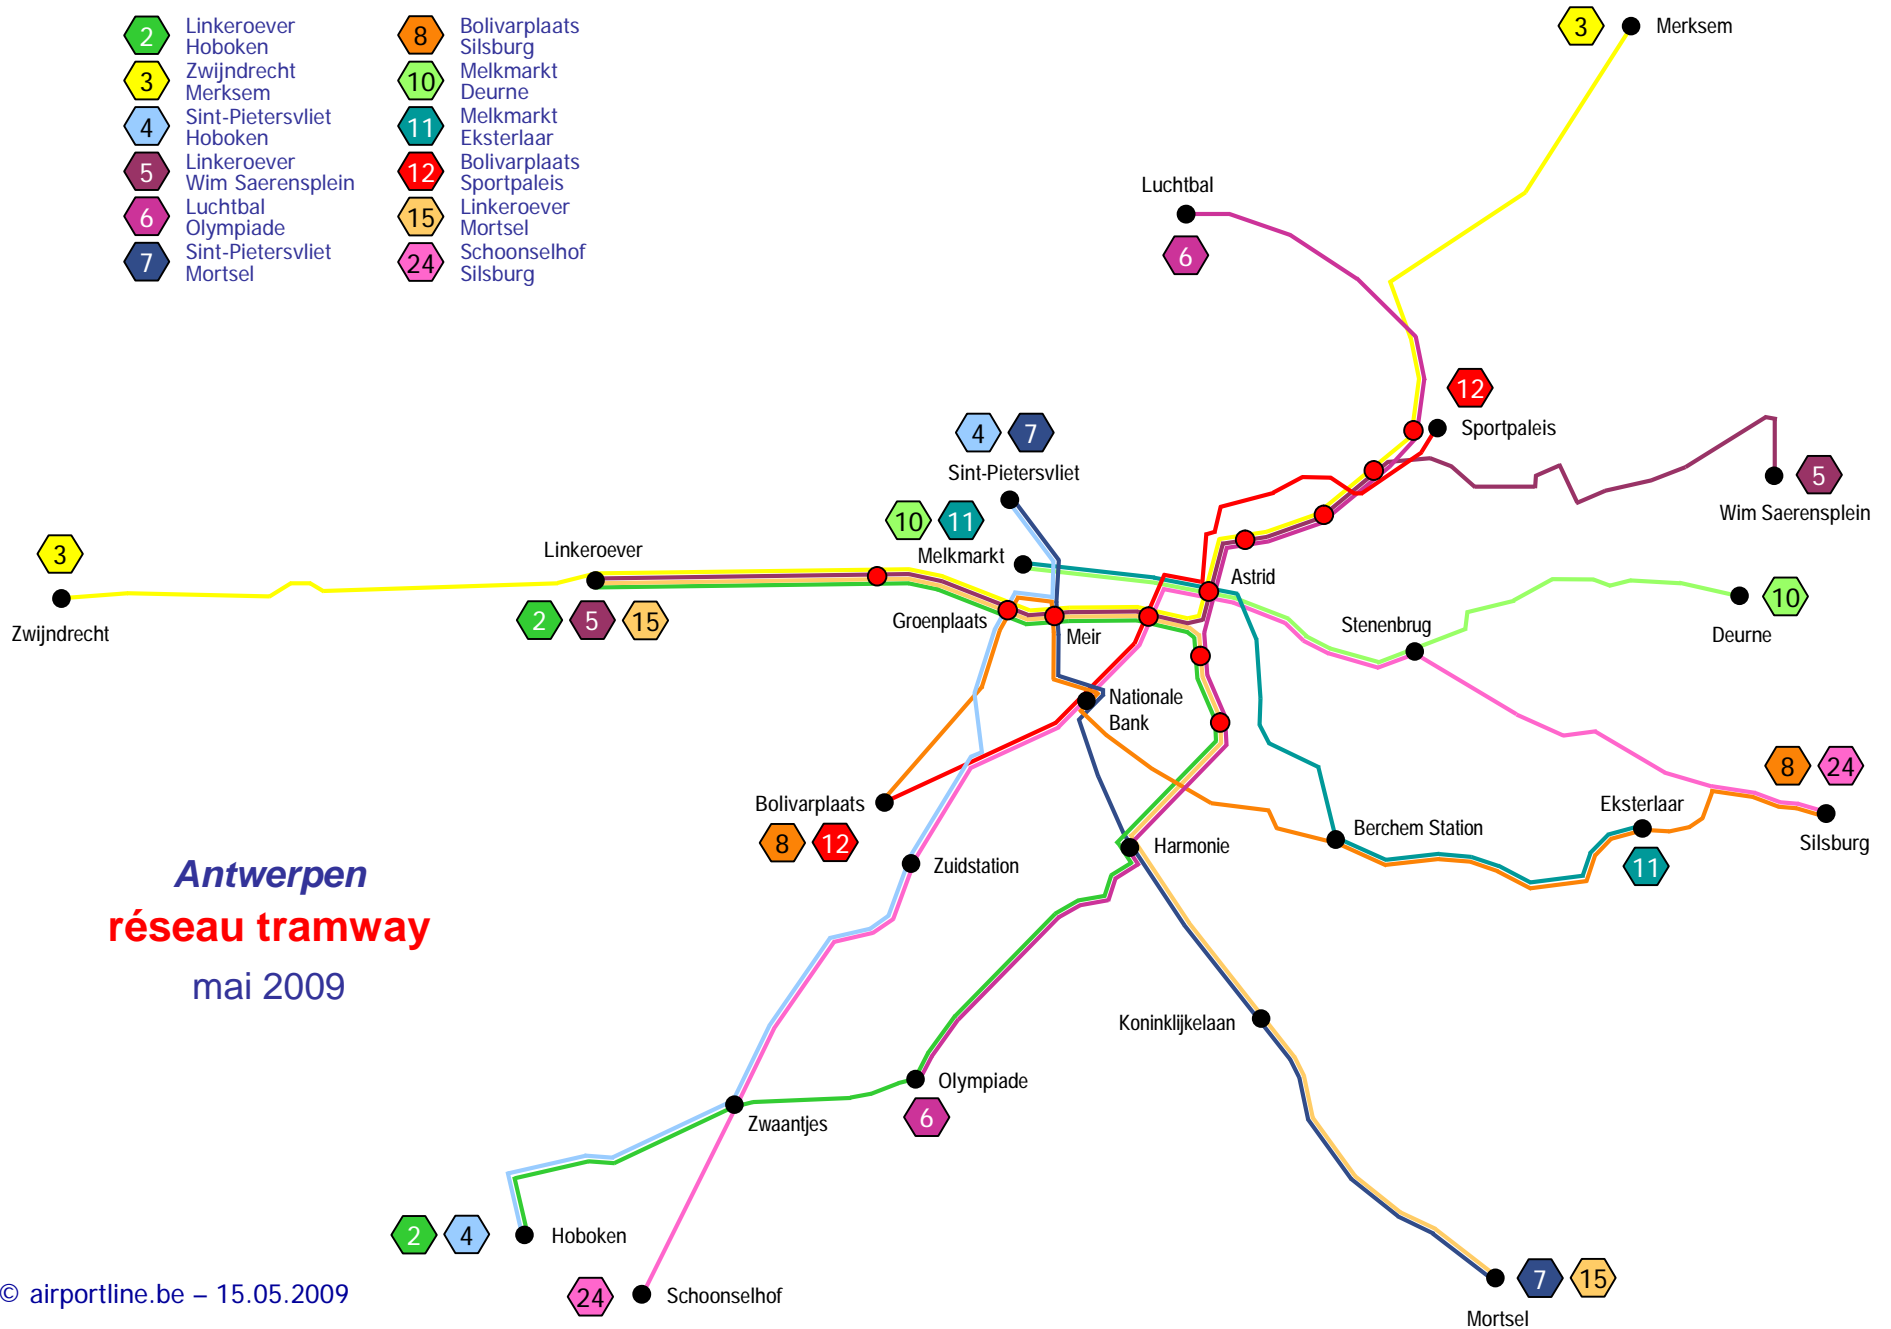 2 Linkeroever
Hoboken
3 Zwijndrecht
Merksem
4 Sint-Pietersvliet
Hoboken
5 Linkeroever
Wim Saerensplein
6 Luchtbal
Olympiade
7 Sint-Pietersvliet
Mortsel
8 Bolivarplaats
Silsburg
10 Melkmarkt
Deurne
11 Melkmarkt
Eksterlaar
12 Bolivarplaats
Sportpaleis
15 Linkeroever
Mortsel
24 Schoonselhof
Silsburg
3 Merksem
Luchtbal
6
12
Sportpaleis
4 7
Sint-Pietersvliet
5
Wim Saerensplein
10 11
Melkmarkt
3
Zwijndrecht
Linkeroever
2 5 15
Astrid
Groenplaats
Meir
10
Deurne
Stenenbrug
Nationale
Bank
8 24
Silsburg
Bolivarplaats
8 12
Eksterlaar
11
Berchem Station
Harmonie
Zuidstation
Antwerpen
réseau tramway
mai 2009
Koninklijkelaan
Olympiade
6
Zwaantjes
2 4 Hoboken
24 Schoonselhof
7 15
Mortsel
© airportline.be – 15.05.2009